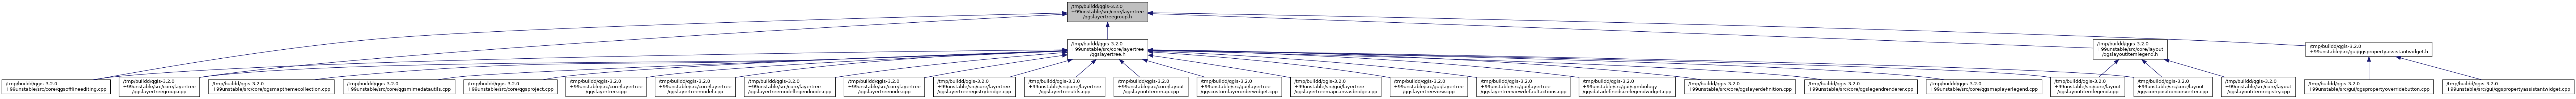 /tmp/buildd/qgis-3.2.0
+99unstable/src/core/layertree
/qgslayertreegroup.h
/tmp/buildd/qgis-3.2.0
+99unstable/src/core/layertree
/qgslayertree.h
/tmp/buildd/qgis-3.2.0
+99unstable/src/core/layout
/qgslayoutitemlegend.h
/tmp/buildd/qgis-3.2.0
+99unstable/src/gui/qgspropertyassistantwidget.h
/tmp/buildd/qgis-3.2.0
+99unstable/src/core/qgsofflineediting.cpp
/tmp/buildd/qgis-3.2.0
+99unstable/src/core/layertree
/qgslayertreegroup.cpp
/tmp/buildd/qgis-3.2.0
+99unstable/src/core/qgsmapthemecollection.cpp
/tmp/buildd/qgis-3.2.0
+99unstable/src/core/qgsmimedatautils.cpp
/tmp/buildd/qgis-3.2.0
+99unstable/src/core/qgsproject.cpp
/tmp/buildd/qgis-3.2.0
+99unstable/src/core/layertree
/qgslayertree.cpp
/tmp/buildd/qgis-3.2.0
+99unstable/src/core/layertree
/qgslayertreemodel.cpp
/tmp/buildd/qgis-3.2.0
+99unstable/src/core/layertree
/qgslayertreemodellegendnode.cpp
/tmp/buildd/qgis-3.2.0
+99unstable/src/core/layertree
/qgslayertreenode.cpp
/tmp/buildd/qgis-3.2.0
+99unstable/src/core/layertree
/qgslayertreeregistrybridge.cpp
/tmp/buildd/qgis-3.2.0
+99unstable/src/core/layertree
/qgslayertreeutils.cpp
/tmp/buildd/qgis-3.2.0
+99unstable/src/core/layout
/qgslayoutitemmap.cpp
/tmp/buildd/qgis-3.2.0
+99unstable/src/gui/layertree
/qgscustomlayerorderwidget.cpp
/tmp/buildd/qgis-3.2.0
+99unstable/src/gui/layertree
/qgslayertreemapcanvasbridge.cpp
/tmp/buildd/qgis-3.2.0
+99unstable/src/gui/layertree
/qgslayertreeview.cpp
/tmp/buildd/qgis-3.2.0
+99unstable/src/gui/layertree
/qgslayertreeviewdefaultactions.cpp
/tmp/buildd/qgis-3.2.0
+99unstable/src/gui/symbology
/qgsdatadefinedsizelegendwidget.cpp
/tmp/buildd/qgis-3.2.0
+99unstable/src/core/qgslayerdefinition.cpp
/tmp/buildd/qgis-3.2.0
+99unstable/src/core/qgslegendrenderer.cpp
/tmp/buildd/qgis-3.2.0
+99unstable/src/core/qgsmaplayerlegend.cpp
/tmp/buildd/qgis-3.2.0
+99unstable/src/core/layout
/qgslayoutitemlegend.cpp
/tmp/buildd/qgis-3.2.0
+99unstable/src/core/layout
/qgscompositionconverter.cpp
/tmp/buildd/qgis-3.2.0
+99unstable/src/core/layout
/qgslayoutitemregistry.cpp
/tmp/buildd/qgis-3.2.0
+99unstable/src/gui/qgspropertyoverridebutton.cpp
/tmp/buildd/qgis-3.2.0
+99unstable/src/gui/qgspropertyassistantwidget.cpp